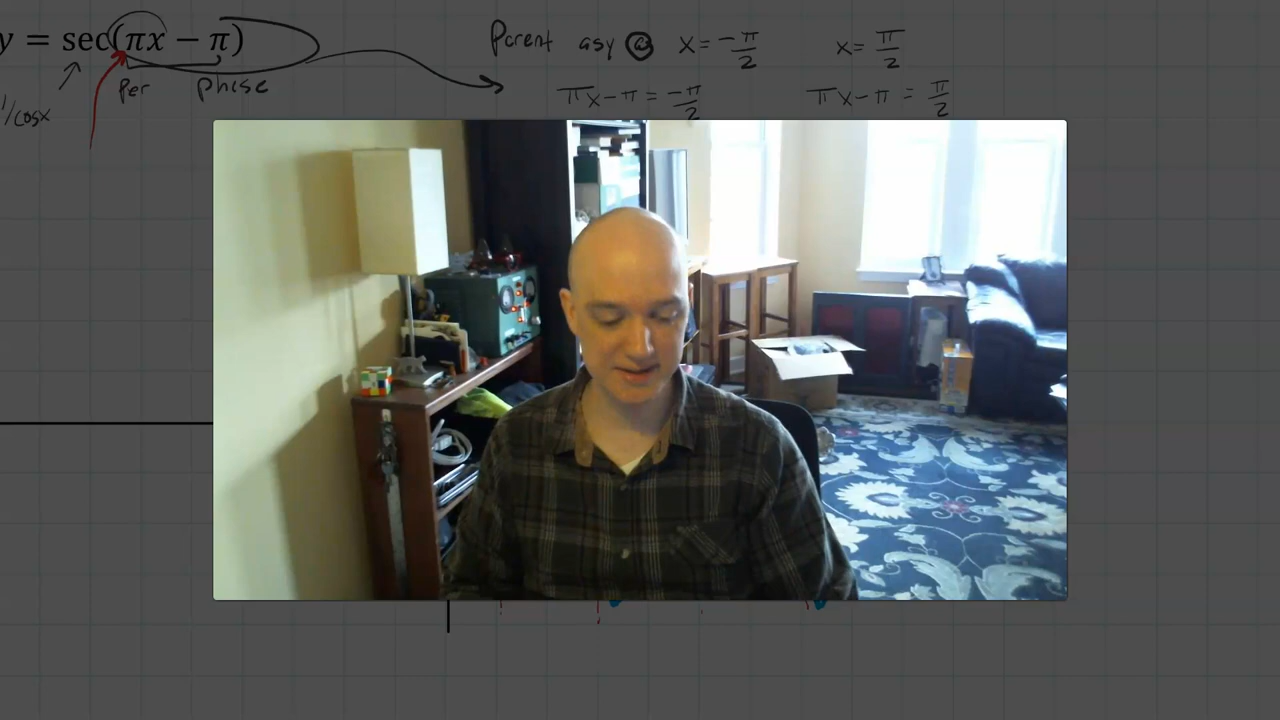 y = sec(πx − π)
Parent asy @ x = -π/2 x = π/2
Per phase πx-π = -π/2 πx-π = π/2
1/cosx